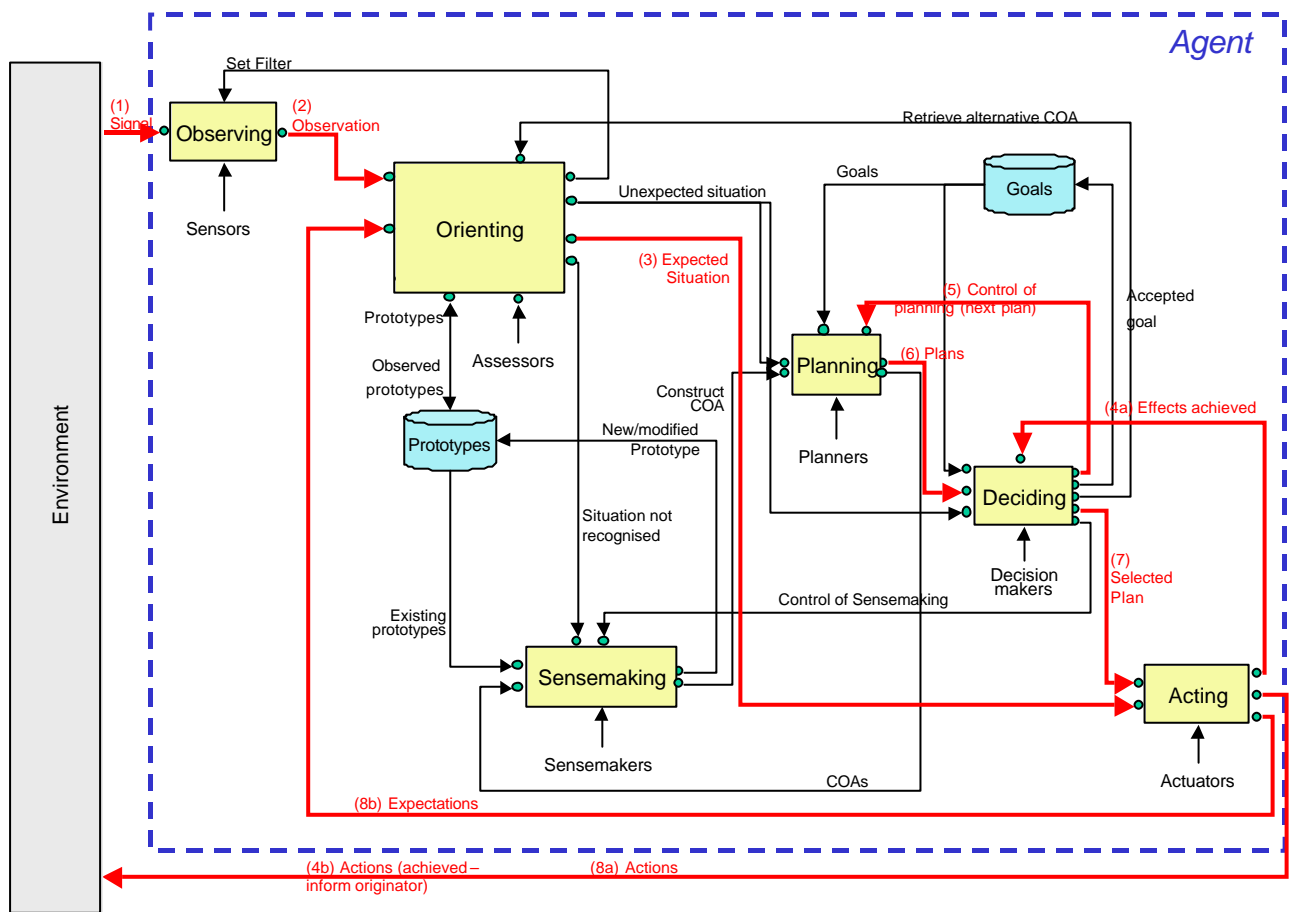 Agent
Set Filter
(1)
Signal
(2)
Observation
Observing
Retrieve alternative COA
Goals
Goals
Unexpected situation
Sensors
Orienting
(3) Expected
Situation
(5) Control of
planning (next plan)
Accepted
goal
Prototypes
Assessors
(6) Plans
Planning
Observed
prototypes
Construct
COA
(4a) Effects achieved
New/modified
Prototype
Prototypes
Planners
Deciding
Environment
Situation not
recognised
(7)
Selected
Plan
Decision
makers
Control of Sensemaking
Existing
prototypes
Sensemaking
Acting
Sensemakers
COAs
Actuators
(8b) Expectations
(4b) Actions (achieved –
inform originator)
(8a) Actions